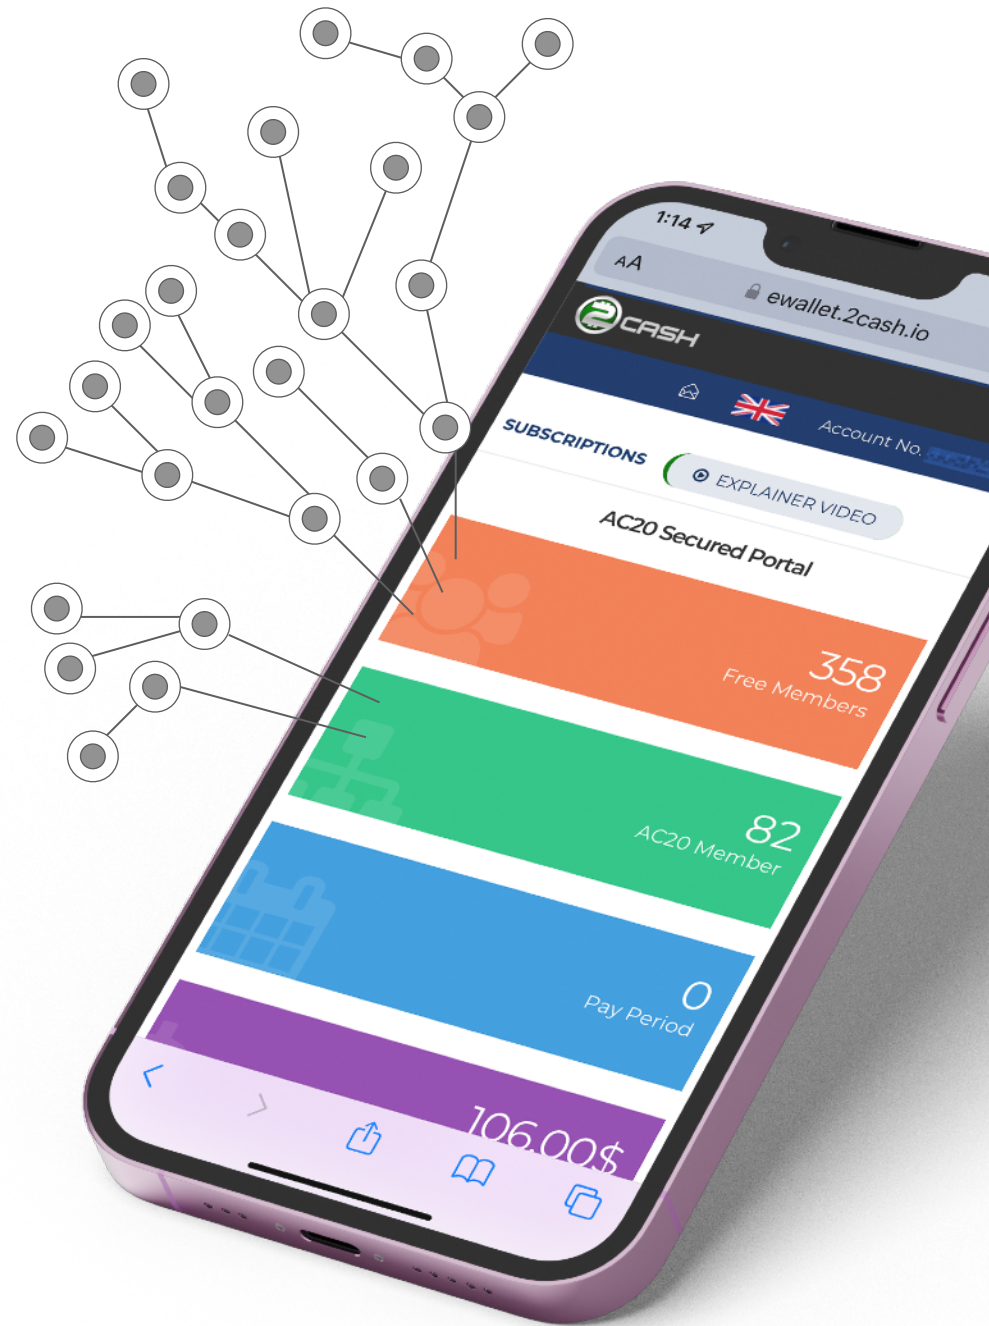 1:14
AA
ewallet.2cash.io
2CASH
Account No.
SUBSCRIPTIONS
EXPLAINER VIDEO
AC20 Secured Portal
358
Free Members
82
AC20 Member
0
Pay Period
106.00$